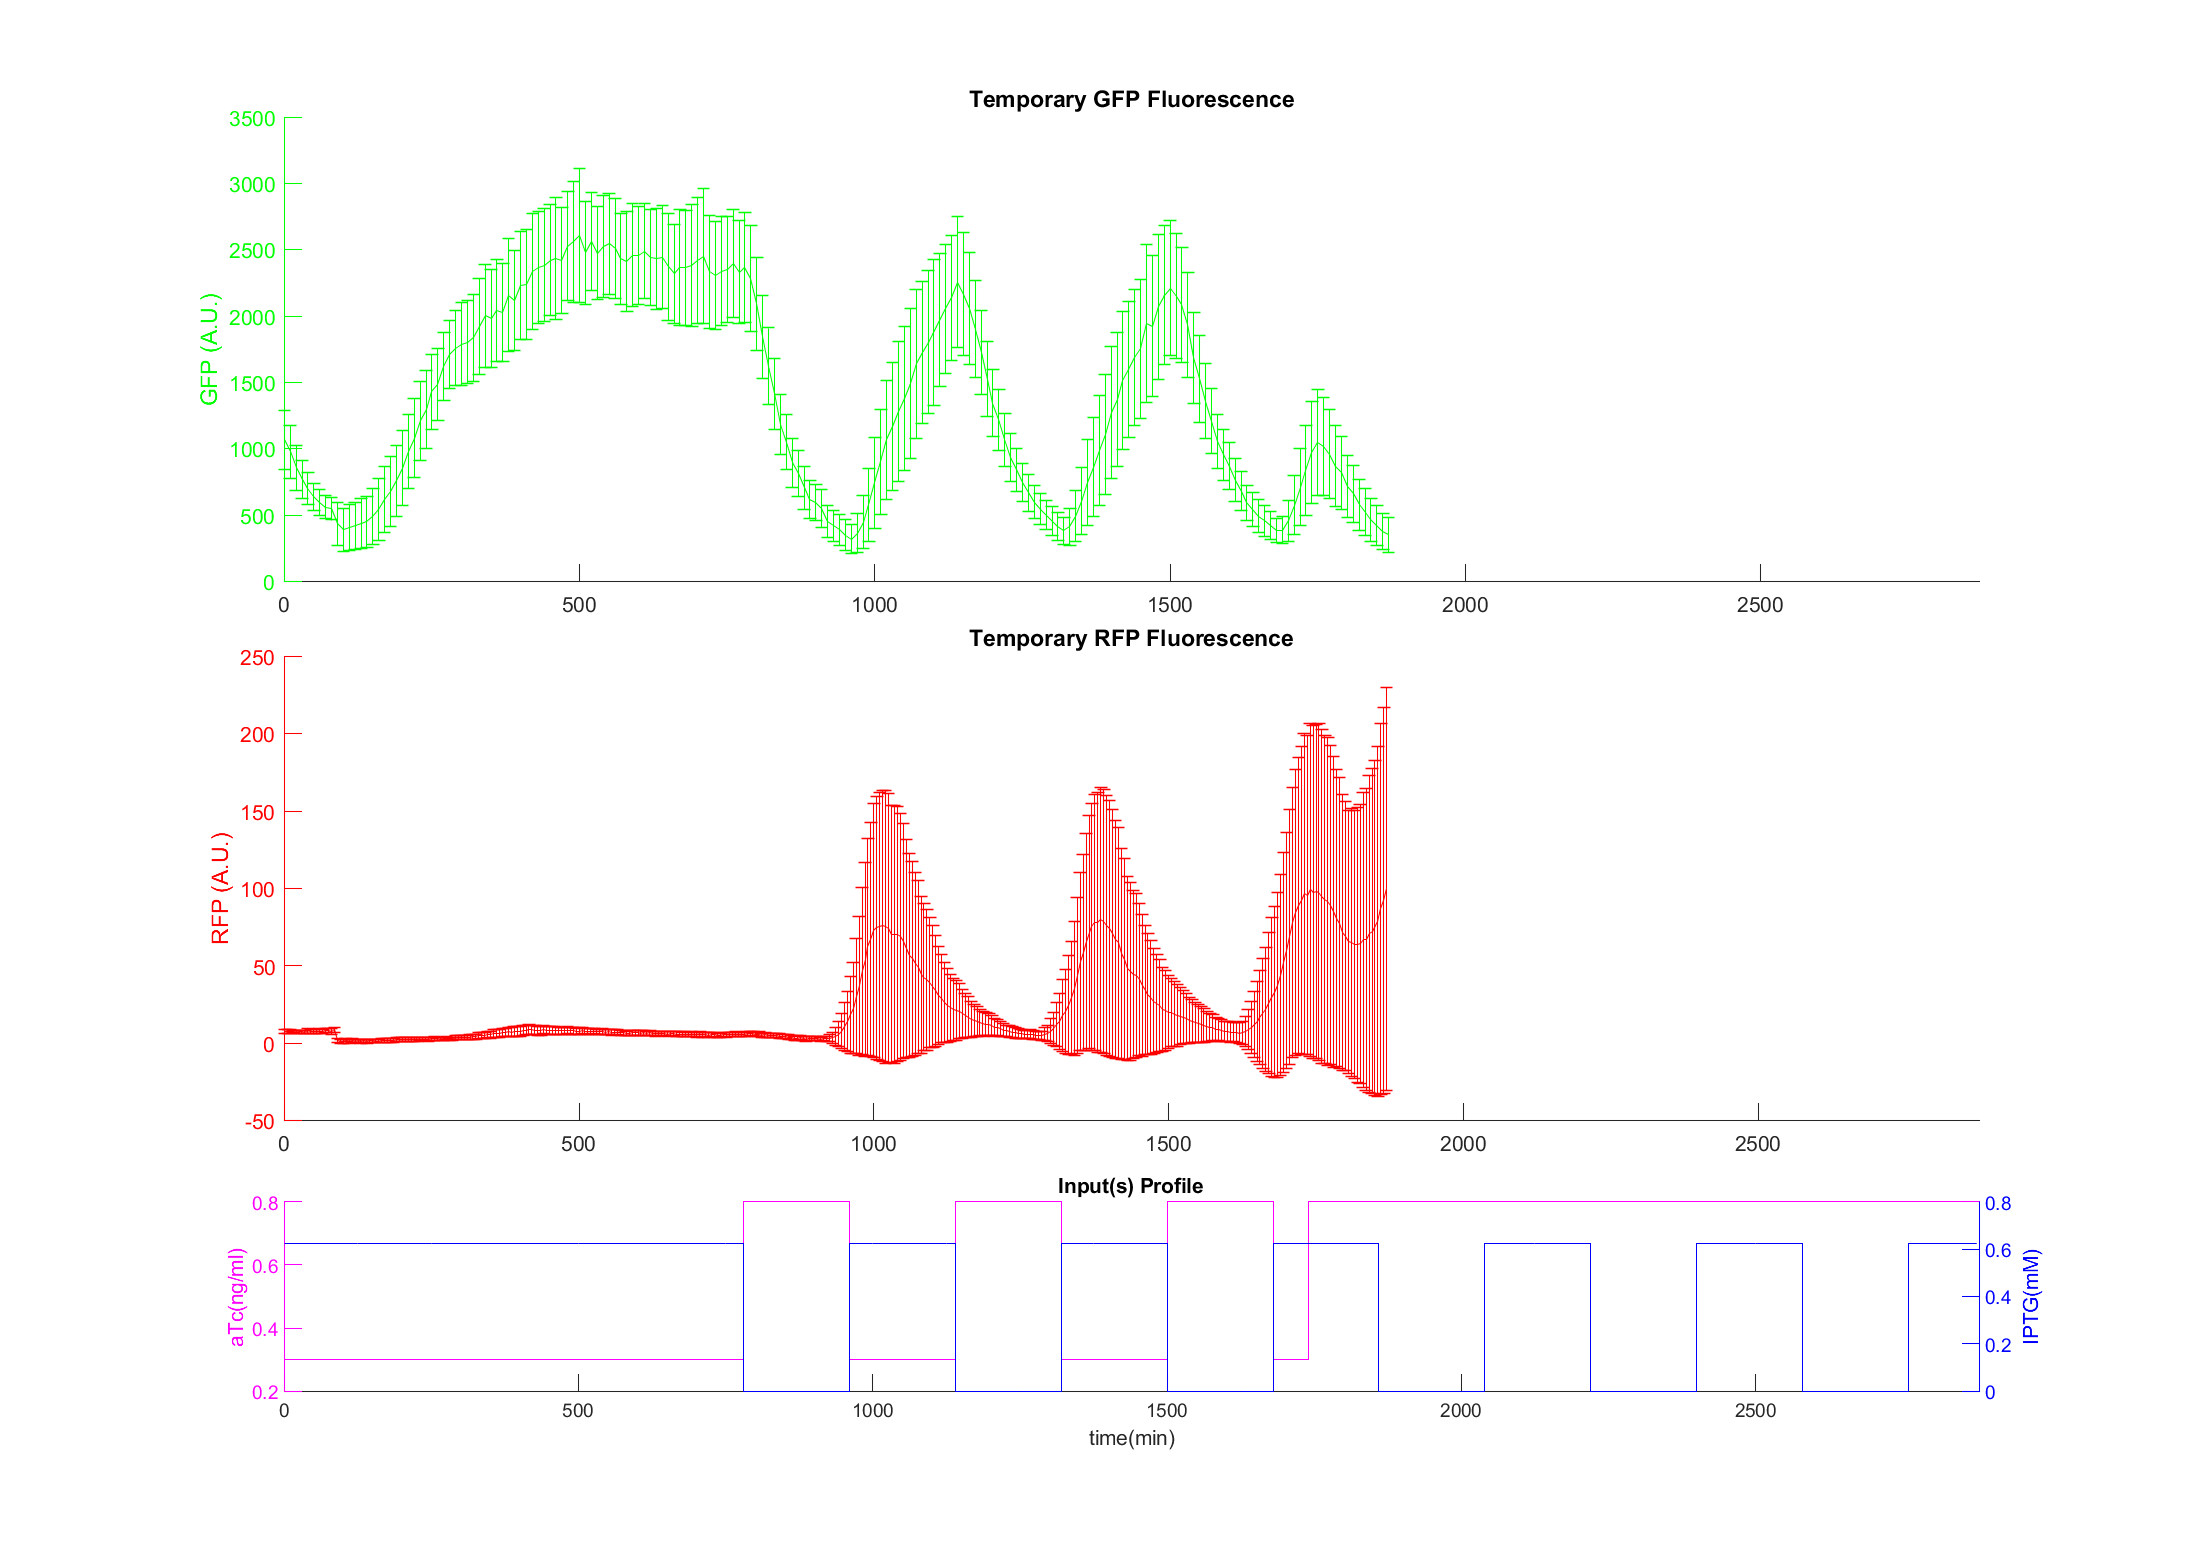 Temporary GFP Fluorescence
3500
3000
2500
2000
1500
1000
500
0
GFP (A.U.)
0 500 1000 1500 2000 2500
Temporary RFP Fluorescence
250
200
150
100
50
0
-50
RFP (A.U.)
0 500 1000 1500 2000 2500
Input(s) Profile
0.8
0.6
0.4
0.2
aTc(ng/ml)
0.8
0.6
0.4
0.2
0
IPTG(mM)
0 500 1000 1500 2000 2500
time(min)